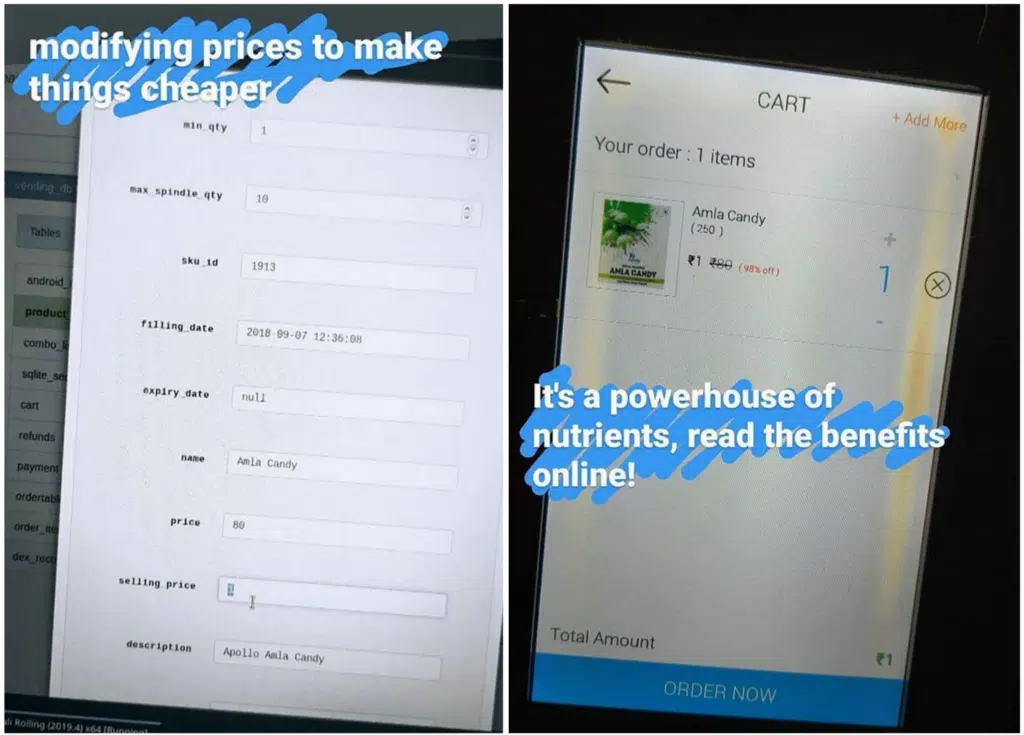 modifying prices to make
things cheaper
min_qty
1
max_spindle_qty
10
sku_id
1913
filling_date
2018-09-07 12:36:08
expiry_date
null
name
Amla Candy
price
80
selling_price
1
description
Apollo Amla Candy
vending_db
Tables
android_
product_
combo_
sqlite_se
cart
refunds
payment
ordertabl
order_ite
dex_reco
Rolling (2019.4) x64 [Running]
CART
+ Add More
Your order : 1 items
AMLA CANDY
Amla Candy
(250 )
₹1 ₹80 (98% off)
+
1
-
It's a powerhouse of
nutrients, read the benefits
online!
Total Amount
₹1
ORDER NOW